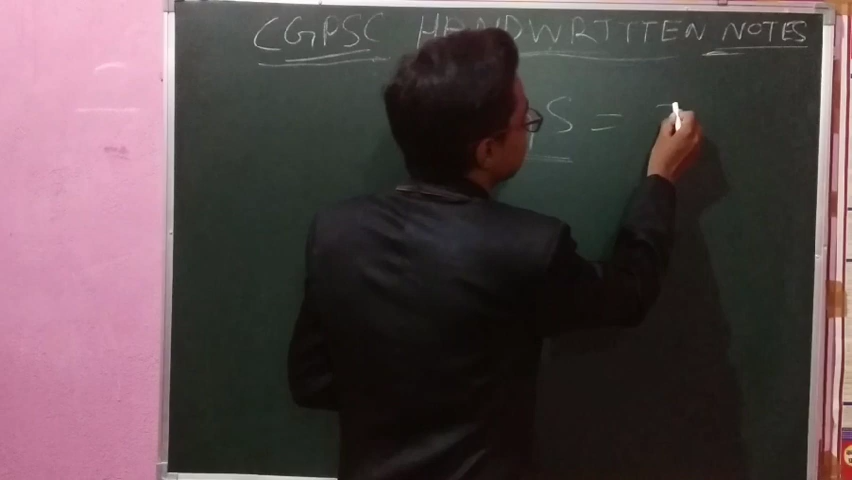 CGPSC HANDWRITTEN NOTES
S =